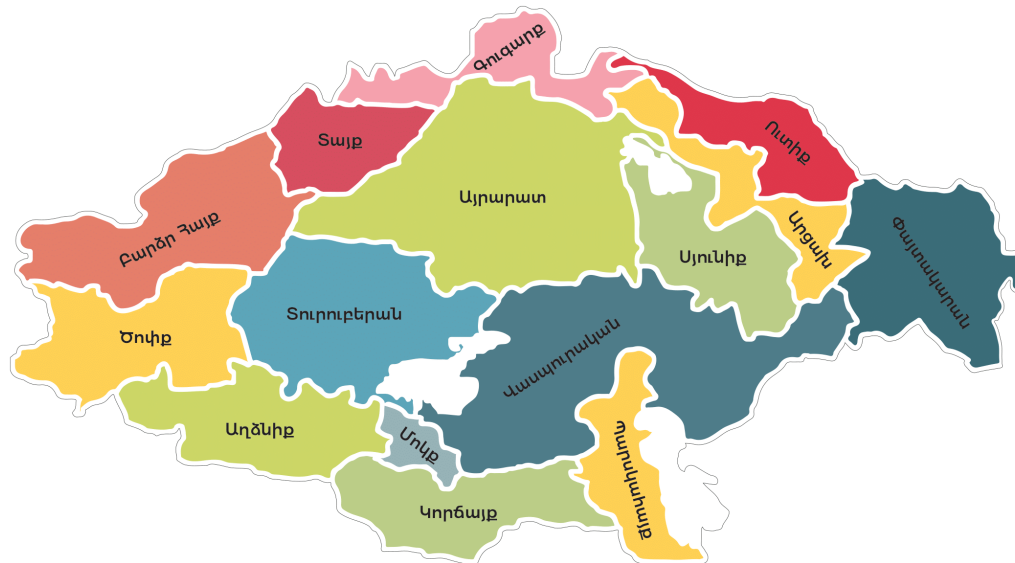 Գուգարք
Տայք
Ուտիք
Այրարատ
Բարձր Հայք
Արցախ
Փայտակարան
Սյունիք
Տուրուբերան
Ծոփք
Վասպուրական
Աղձնիք
Մոկք
Պարսկահայք
Կորճայք